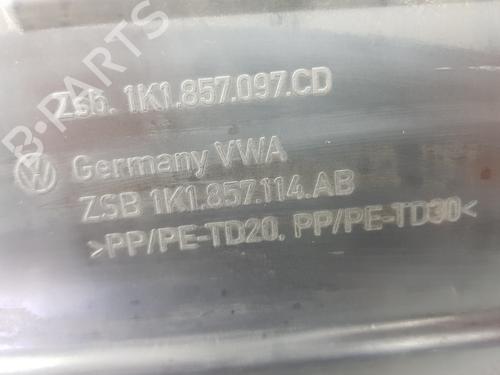 Zsb. 1K1.857.097.CD
Germany VWA
ZSB 1K1.857.114.AB
>PP/PE-TD20. PP/PE-TD30<
B-PARTS